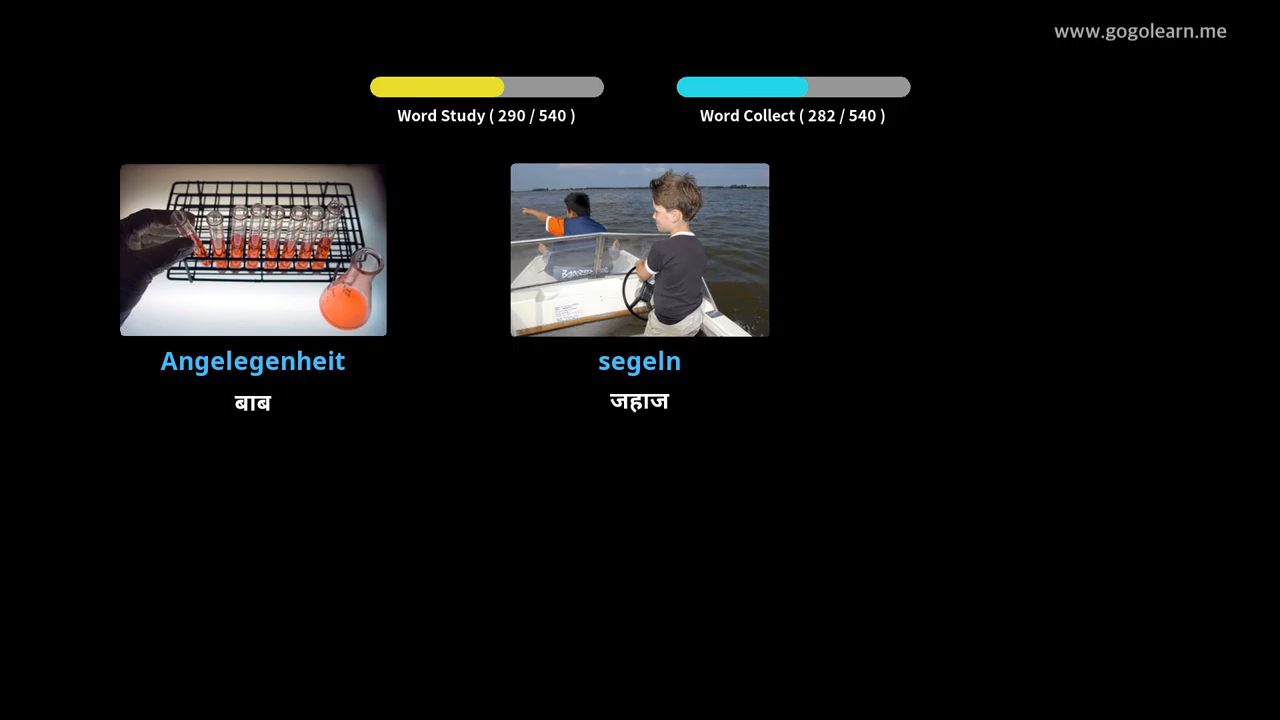 www.gogolearn.me
Word Study ( 290 / 540 )
Word Collect ( 282 / 540 )
Angelegenheit
segeln
बाब
जहाज